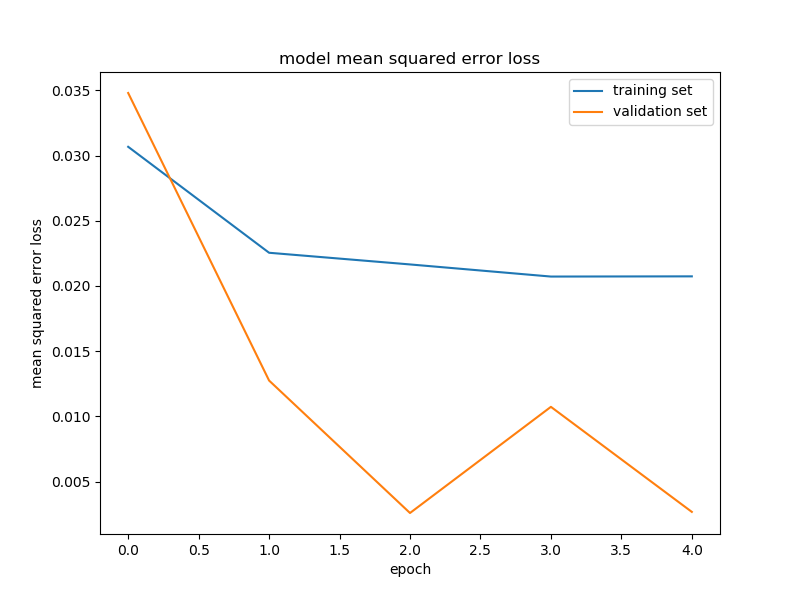 model mean squared error loss
training set
validation set
mean squared error loss
0.035
0.030
0.025
0.020
0.015
0.010
0.005
0.0 0.5 1.0 1.5 2.0 2.5 3.0 3.5 4.0
epoch